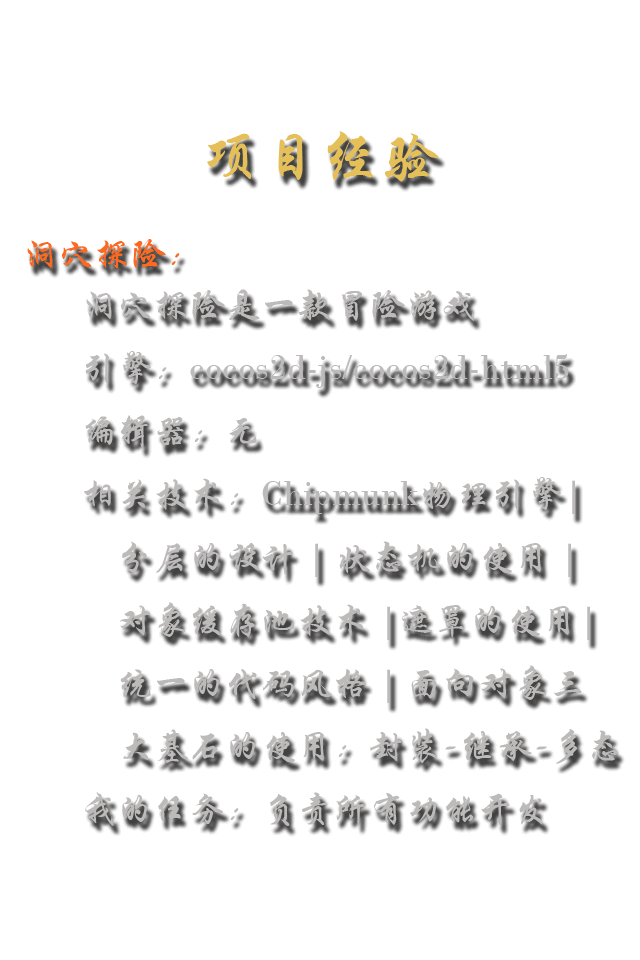 项目经验
洞穴探险：
洞穴探险是一款冒险游戏
引擎：cocos2d-js/cocos2d-html5
编辑器：无
相关技术：Chipmunk物理引擎|
分层的设计 | 状态机的使用 |
对象缓存池技术 |遮罩的使用|
统一的代码风格 | 面向对象三
大基石的使用：封装-继承-多态
我的任务：负责所有功能开发